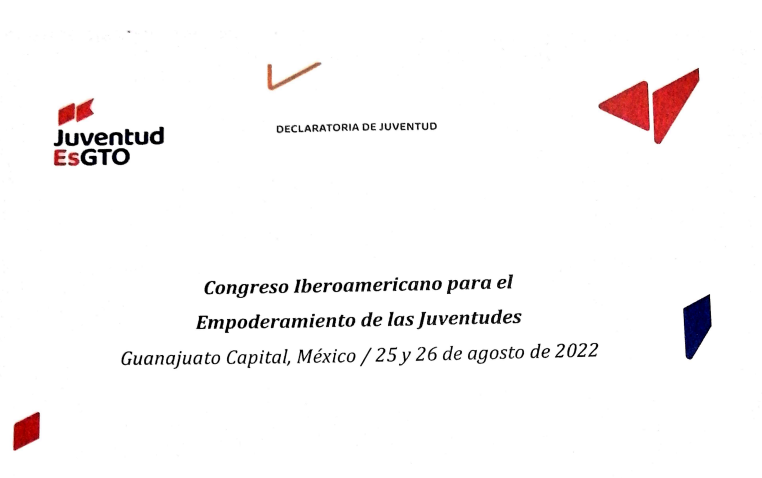 Juventud
EsGTO
DECLARATORIA DE JUVENTUD
Congreso Iberoamericano para el
Empoderamiento de las Juventudes
Guanajuato Capital, México / 25 y 26 de agosto de 2022